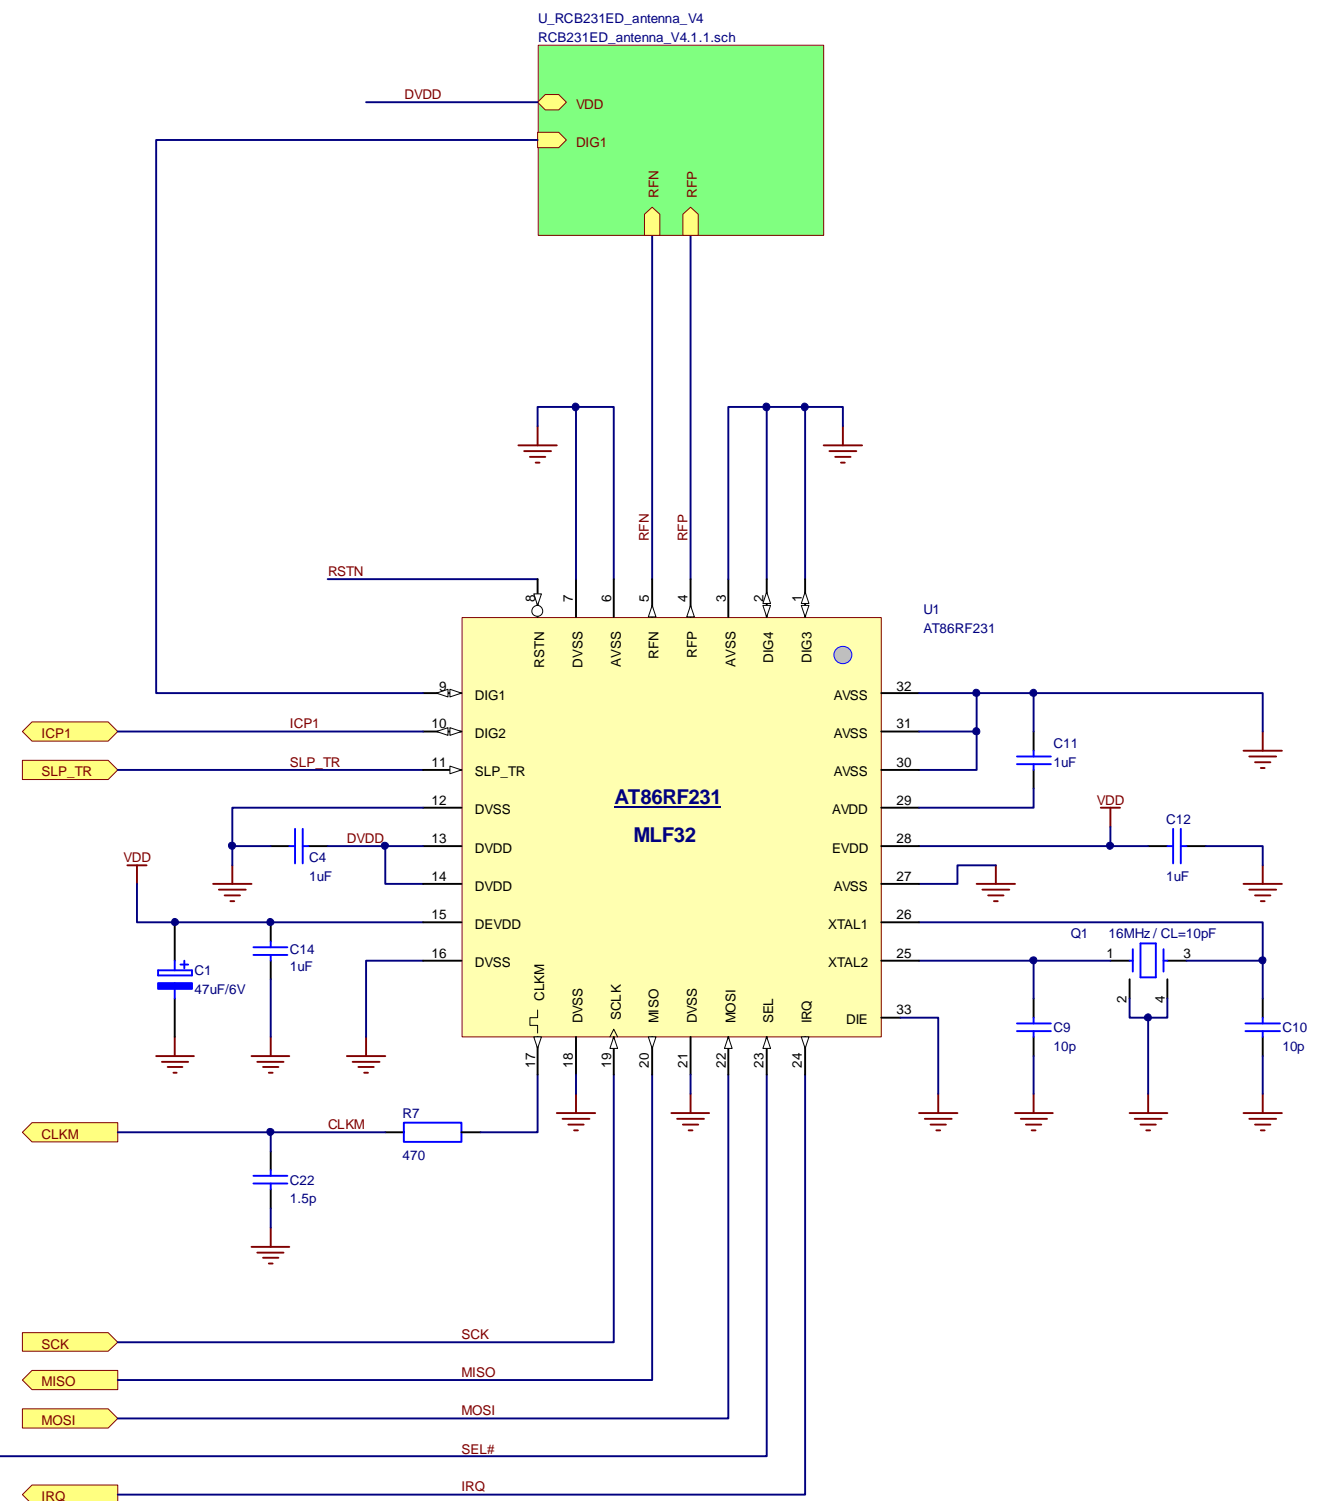 U_RCB231ED_antenna_V4
RCB231ED_antenna_V4.1.1.sch
DVDD
VDD
DIG1
RFN
RFP
RFN
RFP
RSTN
8
7
6
5
4
3
2
1
U1
AT86RF231
RSTN
DVSS
AVSS
RFN
RFP
AVSS
DIG4
DIG3
9
DIG1
AVSS
32
ICP1
ICP1
10
DIG2
AVSS
31
C11
1uF
SLP_TR
SLP_TR
11
SLP_TR
AVSS
30
AT86RF231
MLF32
12
DVSS
AVDD
29
VDD
C12
1uF
DVDD
13
DVDD
EVDD
28
C4
1uF
VDD
14
DVDD
AVSS
27
15
DEVDD
XTAL1
26
Q1
16MHz / CL=10pF
1
3
2
4
C14
1uF
16
DVSS
XTAL2
25
C1
47uF/6V
+
CLKM
DVSS
SCLK
MISO
DVSS
MOSI
SEL
IRQ
DIE
33
C9
10p
C10
10p
17
18
19
20
21
22
23
24
CLKM
CLKM
R7
470
C22
1.5p
SCK
SCK
MISO
MISO
MOSI
MOSI
SEL#
IRQ
IRQ